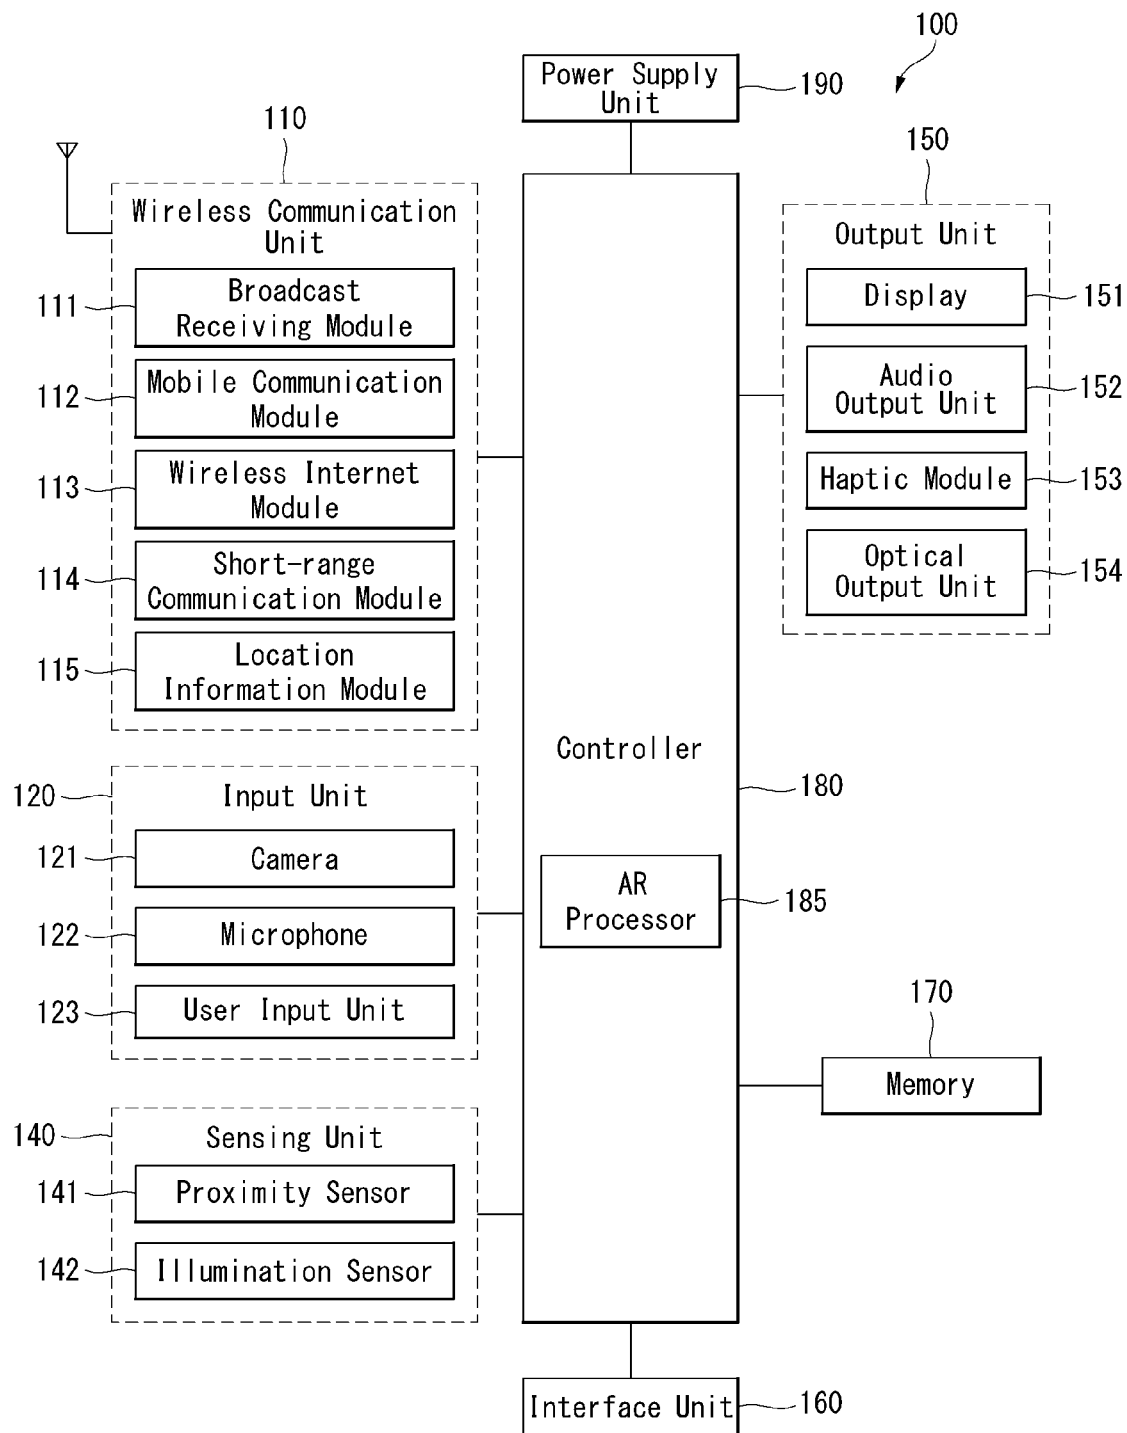 100
Power Supply
Unit
190
110
150
Wireless Communication
Unit
111
Broadcast
Receiving Module
112
Mobile Communication
Module
113
Wireless Internet
Module
114
Short-range
Communication Module
115
Location
Information Module
Output Unit
Display
151
Audio
Output Unit
152
Haptic Module
153
Optical
Output Unit
154
Controller
180
AR
Processor
185
120
Input Unit
121
Camera
122
Microphone
123
User Input Unit
170
Memory
140
Sensing Unit
141
Proximity Sensor
142
Illumination Sensor
Interface Unit
160